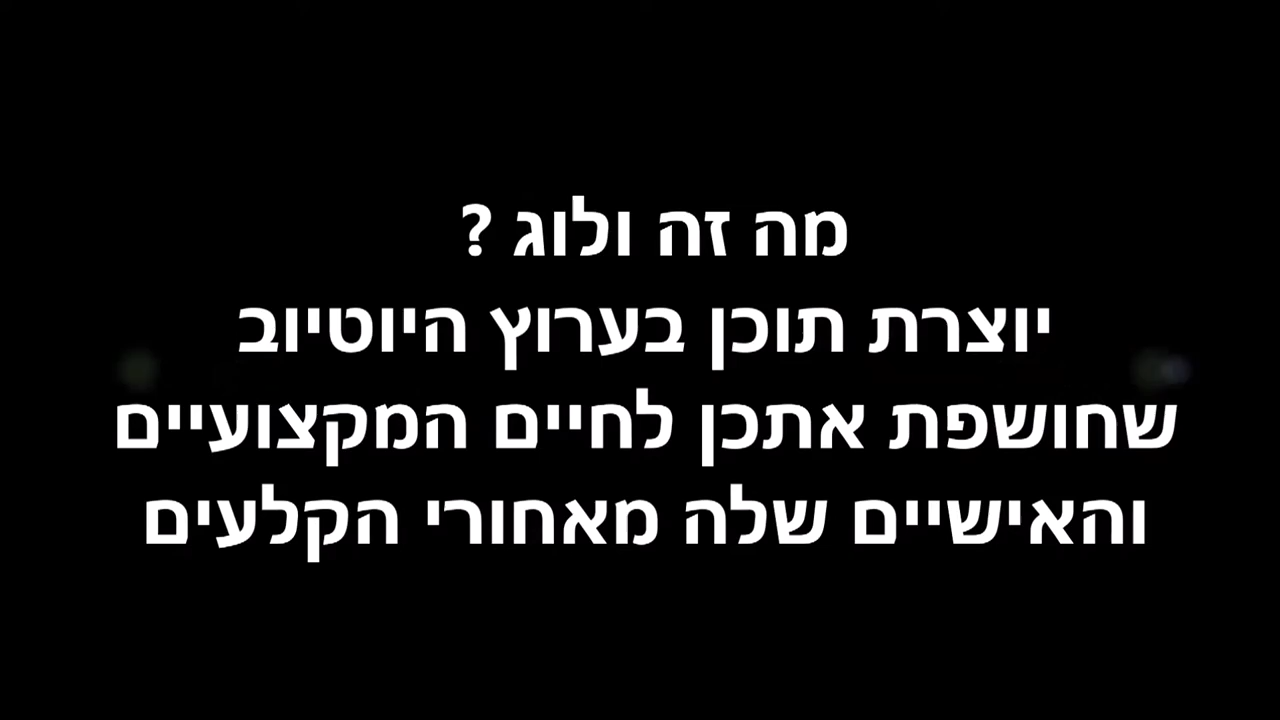 מה זה ולוג ?
יוצרת תוכן בערוץ היוטיוב
שחושפת אתכן לחיים המקצועיים
והאישיים שלה מאחורי הקלעים